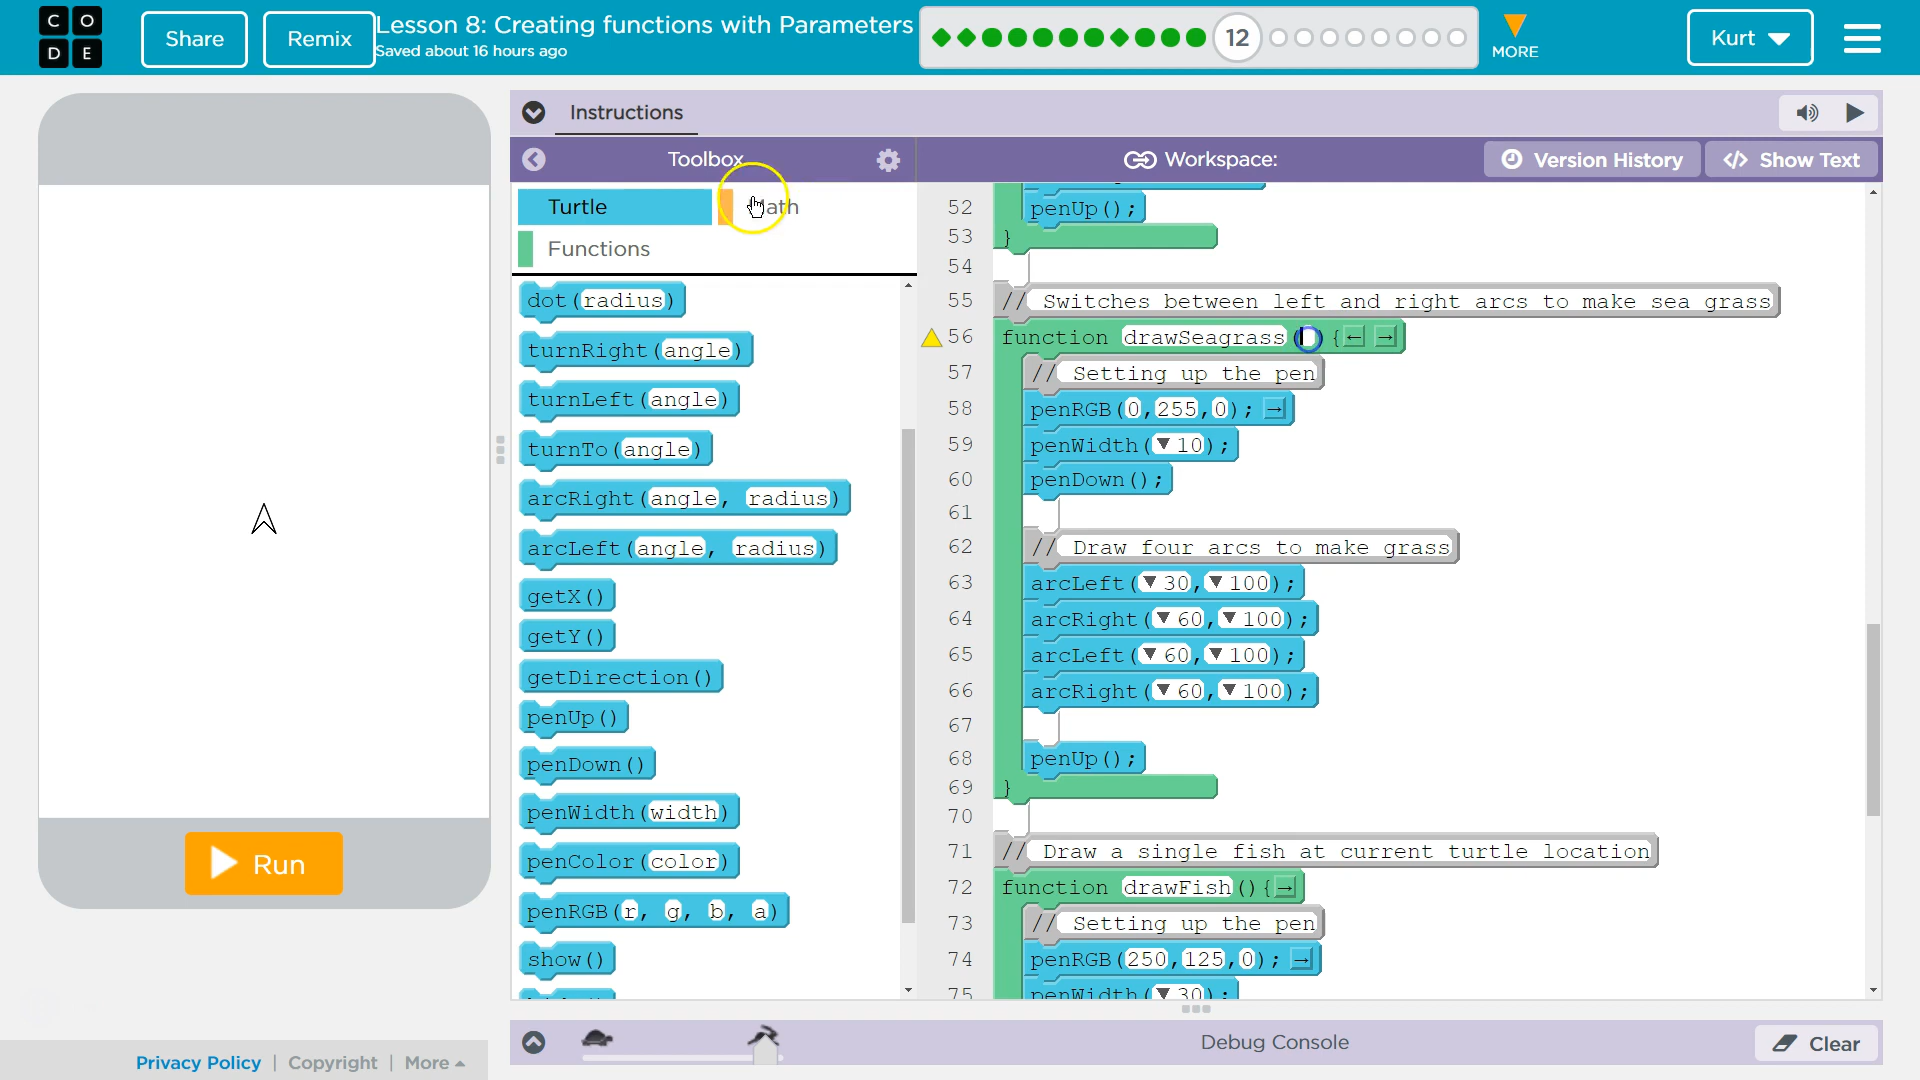 C O
D E
Share
Remix
Lesson 8: Creating functions with Parameters
Saved about 16 hours ago
12
MORE
Kurt
Instructions
Toolbox
Workspace:
Version History
</> Show Text
Turtle
Math
Functions
dot(radius)
turnRight(angle)
turnLeft(angle)
turnTo(angle)
arcRight(angle, radius)
arcLeft(angle, radius)
getX()
getY()
getDirection()
penUp()
penDown()
penWidth(width)
penColor(color)
penRGB(r, g, b, a)
show()
52 penUp();
53 }
54
55 // Switches between left and right arcs to make sea grass
56 function drawSeagrass() {← →
57 // Setting up the pen
58 penRGB(0,255,0); →
59 penWidth(▼ 10);
60 penDown();
61
62 // Draw four arcs to make grass
63 arcLeft(▼ 30,▼ 100);
64 arcRight(▼ 60,▼ 100);
65 arcLeft(▼ 60,▼ 100);
66 arcRight(▼ 60,▼ 100);
67
68 penUp();
69 }
70
71 // Draw a single fish at current turtle location
72 function drawFish(){→
73 // Setting up the pen
74 penRGB(250,125,0); →
75 penWidth(▼ 30);
Run
Debug Console
Clear
Privacy Policy | Copyright | More